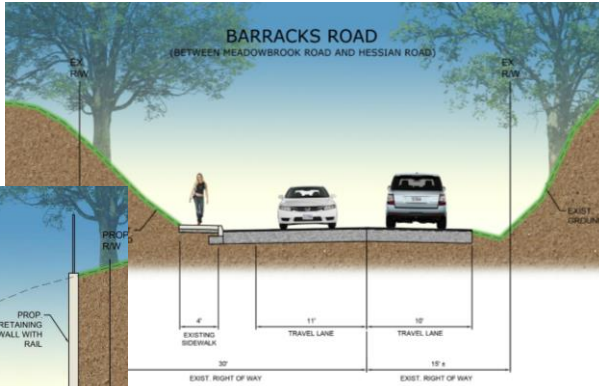 BARRACKS ROAD
(BETWEEN MEADOWBROOK ROAD AND HESSIAN ROAD)
EX
R/W
EX
R/W
EXIST.
GROUN
PROP
R/W
D
PROP.
RETAINING
WALL WITH
RAIL
4'
EXISTING
SIDEWALK
11'
TRAVEL LANE
10'
TRAVEL LANE
30'
EXIST. RIGHT OF WAY
15' ±
EXIST. RIGHT OF WAY